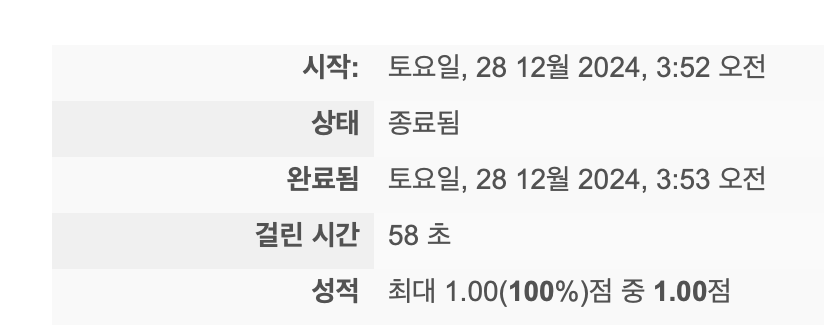 시작: 토요일, 28 12월 2024, 3:52 오전
상태 종료됨
완료됨 토요일, 28 12월 2024, 3:53 오전
걸린 시간 58 초
성적 최대 1.00(100%)점 중 1.00점